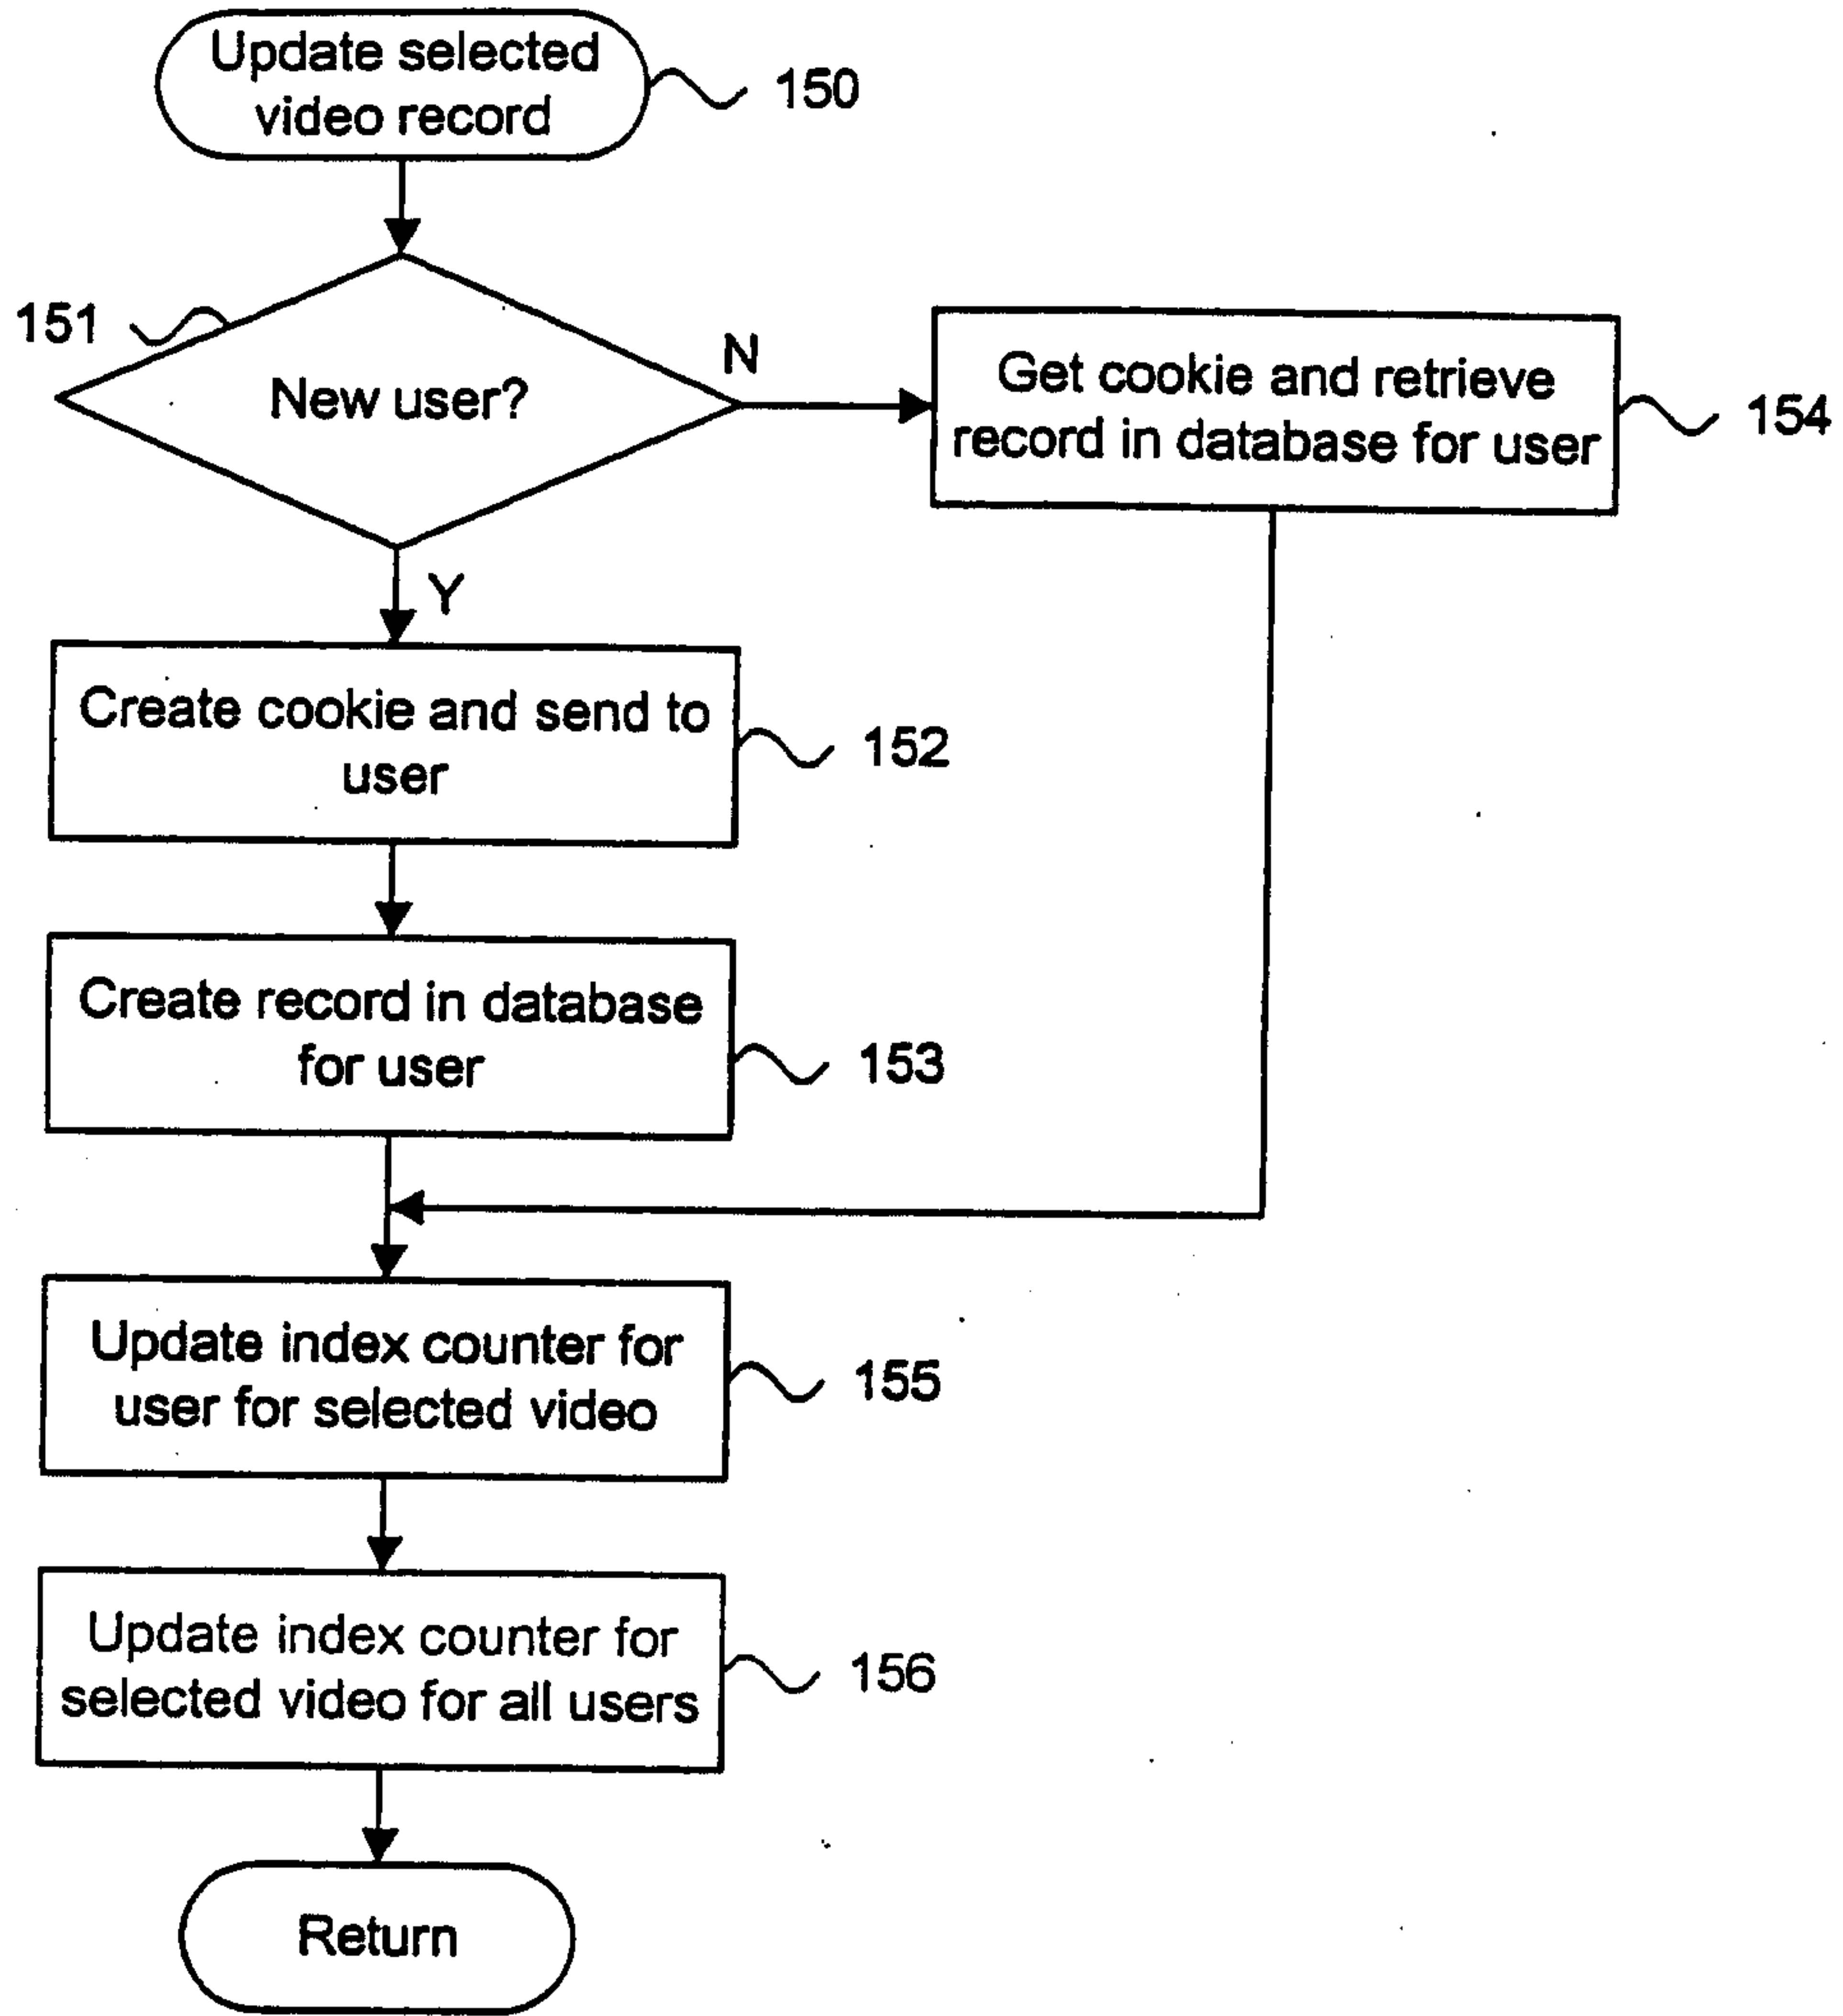 Update selected
video record
150
151
New user?
N
Get cookie and retrieve
record in database for user
154
Y
Create cookie and send to
user
152
Create record in database
for user
153
Update index counter for
user for selected video
155
Update index counter for
selected video for all users
156
Return